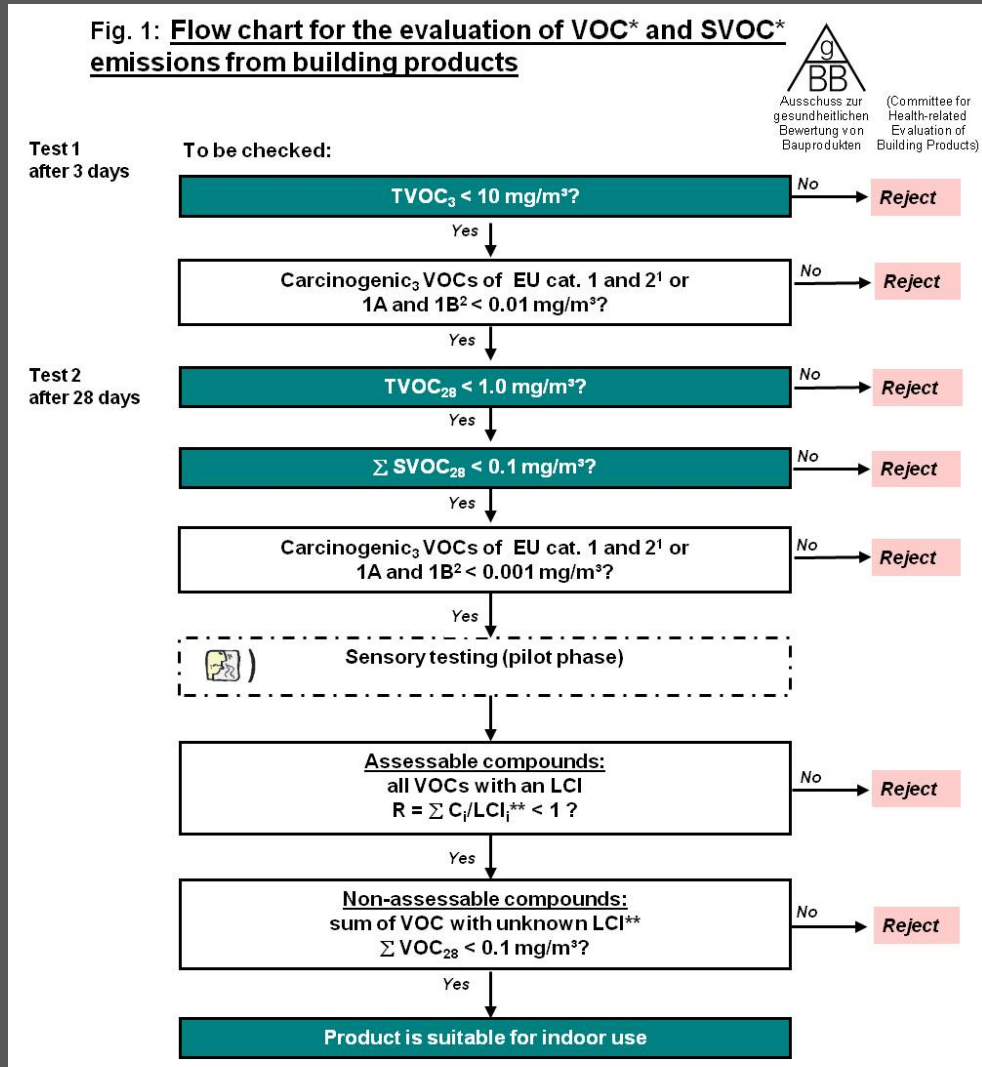 Fig. 1: Flow chart for the evaluation of VOC* and SVOC*
emissions from building products
g
BB
Ausschuss zur
gesundheitlichen
Bewertung von
Bauprodukten
(Committee for
Health-related
Evaluation of
Building Products)
Test 1
after 3 days
To be checked:
TVOC₃ < 10 mg/m³?
No
Reject
Yes
Carcinogenic₃ VOCs of EU cat. 1 and 2¹ or
1A and 1B² < 0.01 mg/m³?
No
Reject
Yes
Test 2
after 28 days
TVOC₂₈ < 1.0 mg/m³?
No
Reject
Yes
Σ SVOC₂₈ < 0.1 mg/m³?
No
Reject
Yes
Carcinogenic₃ VOCs of EU cat. 1 and 2¹ or
1A and 1B² < 0.001 mg/m³?
No
Reject
Yes
) Sensory testing (pilot phase)
Assessable compounds:
all VOCs with an LCI
R = Σ Cᵢ/LCIᵢ** < 1 ?
No
Reject
Yes
Non-assessable compounds:
sum of VOC with unknown LCI**
Σ VOC₂₈ < 0.1 mg/m³?
No
Reject
Yes
Product is suitable for indoor use